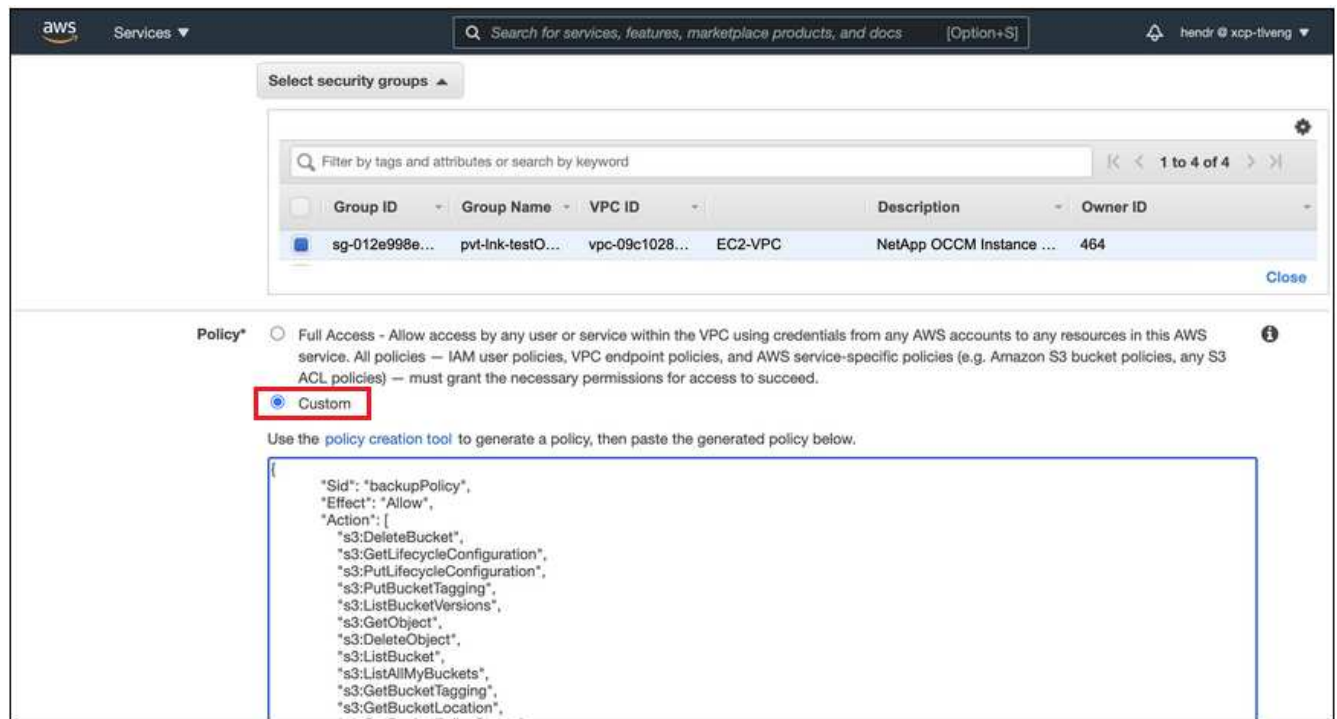 aws Services ▼ Search for services, features, marketplace products, and docs [Option+S] hendr @ xcp-tlveng ▼
Select security groups ▲
Filter by tags and attributes or search by keyword 1 to 4 of 4
Group ID Group Name VPC ID Description Owner ID
sg-012e998e... pvt-lnk-testO... vpc-09c1028... EC2-VPC NetApp OCCM Instance ... 464
Close
Policy* Full Access - Allow access by any user or service within the VPC using credentials from any AWS accounts to any resources in this AWS
service. All policies — IAM user policies, VPC endpoint policies, and AWS service-specific policies (e.g. Amazon S3 bucket policies, any S3
ACL policies) — must grant the necessary permissions for access to succeed.
Custom
Use the policy creation tool to generate a policy, then paste the generated policy below.
{
"Sid": "backupPolicy",
"Effect": "Allow",
"Action": [
"s3:DeleteBucket",
"s3:GetLifecycleConfiguration",
"s3:PutLifecycleConfiguration",
"s3:PutBucketTagging",
"s3:ListBucketVersions",
"s3:GetObject",
"s3:DeleteObject",
"s3:ListBucket",
"s3:ListAllMyBuckets",
"s3:GetBucketTagging",
"s3:GetBucketLocation",